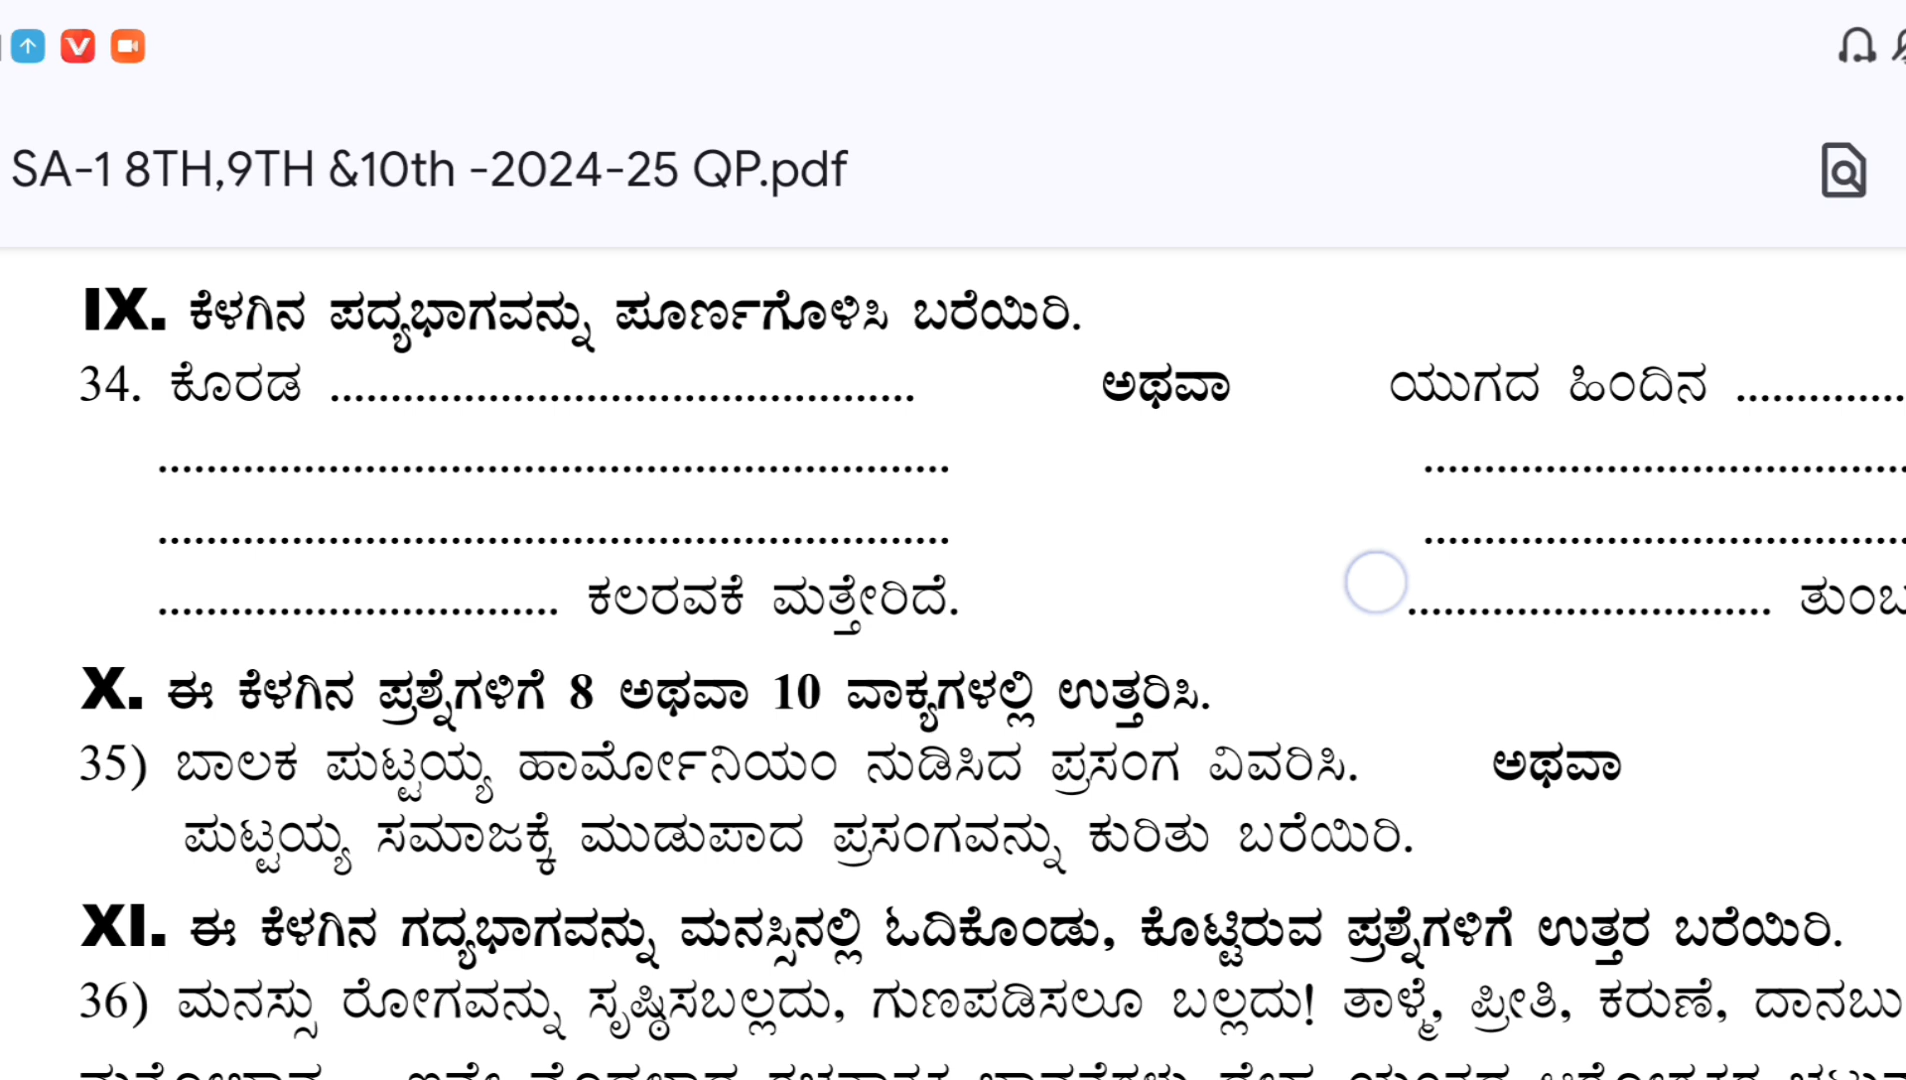 SA-1 8TH,9TH &10th -2024-25 QP.pdf
IX. ಕೆಳಗಿನ ಪದ್ಯಭಾಗವನ್ನು ಪೂರ್ಣಗೊಳಿಸಿ ಬರೆಯಿರಿ.
34. ಕೊರಡ ................................................ ಅಥವಾ ಯುಗದ ಹಿಂದಿನ ..............
................................................................. ........................................
................................................................. ........................................
................................. ಕಲರವಕೆ ಮತ್ತೇರಿದೆ. ..............................
X. ಈ ಕೆಳಗಿನ ಪ್ರಶ್ನೆಗಳಿಗೆ 8 ಅಥವಾ 10 ವಾಕ್ಯಗಳಲ್ಲಿ ಉತ್ತರಿಸಿ.
35) ಬಾಲಕ ಪುಟ್ಟಯ್ಯ ಹಾರ್ಮೋನಿಯಂ ನುಡಿಸಿದ ಪ್ರಸಂಗ ವಿವರಿಸಿ. ಅಥವಾ
ಪುಟ್ಟಯ್ಯ ಸಮಾಜಕ್ಕೆ ಮುಡುಪಾದ ಪ್ರಸಂಗವನ್ನು ಕುರಿತು ಬರೆಯಿರಿ.
XI. ಈ ಕೆಳಗಿನ ಗದ್ಯಭಾಗವನ್ನು ಮನಸ್ಸಿನಲ್ಲಿ ಓದಿಕೊಂಡು, ಕೊಟ್ಟಿರುವ ಪ್ರಶ್ನೆಗಳಿಗೆ ಉತ್ತರ ಬರೆಯಿರಿ.
36) ಮನಸ್ಸು ರೋಗವನ್ನು ಸೃಷ್ಠಿಸಬಲ್ಲದು, ಗುಣಪಡಿಸಲೂ ಬಲ್ಲದು! ತಾಳ್ಮೆ, ಪ್ರೀತಿ, ಕರುಣೆ,